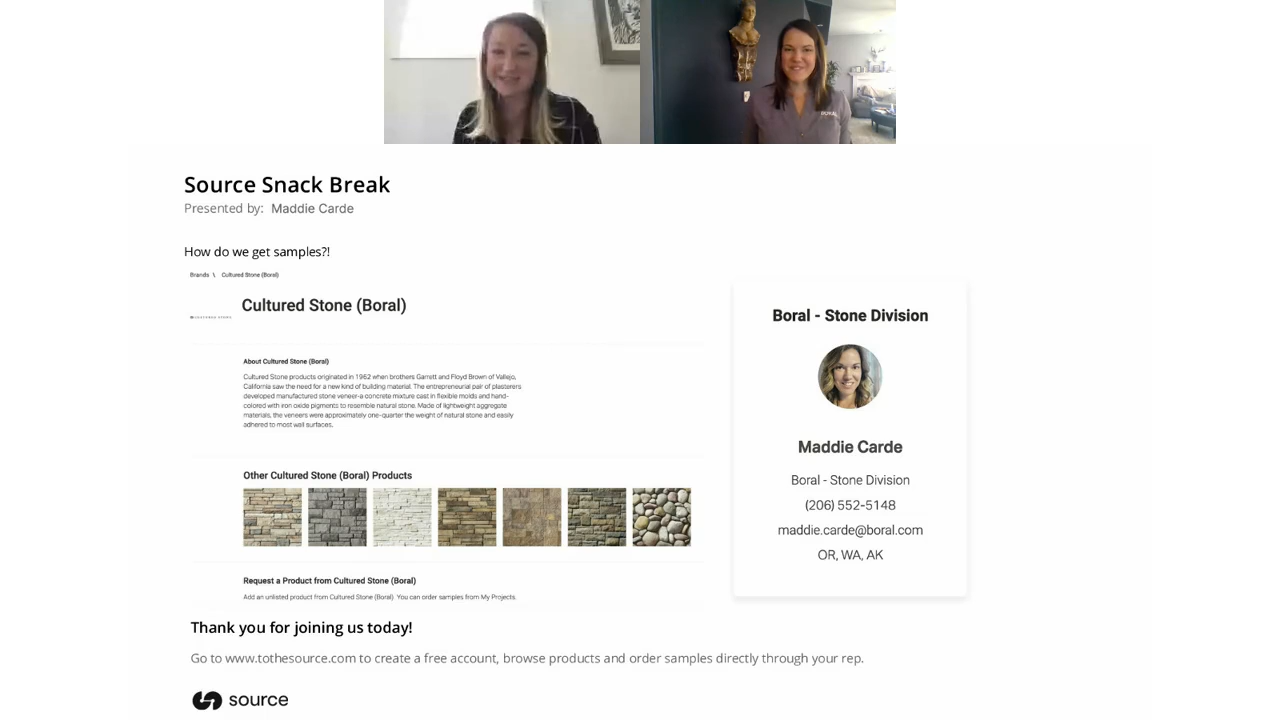 BORAL
Source Snack Break
Presented by: Maddie Carde
How do we get samples?!
Brands \ Cultured Stone (Boral)
Cultured Stone (Boral)
CULTURED STONE
About Cultured Stone (Boral)
Cultured Stone products originated in 1962 when brothers Garrett and Floyd Brown of Vallejo,
California saw the need for a new kind of building material. The entrepreneurial pair of plasterers
developed manufactured stone veneer-a concrete mixture cast in flexible molds and hand-
colored with iron oxide pigments to resemble natural stone. Made of lightweight aggregate
materials, the veneers were approximately one-quarter the weight of natural stone and easily
adhered to most wall surfaces.
Other Cultured Stone (Boral) Products
Request a Product from Cultured Stone (Boral)
Add an unlisted product from Cultured Stone (Boral) You can order samples from My Projects.
Boral - Stone Division
Maddie Carde
Boral - Stone Division
(206) 552-5148
maddie.carde@boral.com
OR, WA, AK
Thank you for joining us today!
Go to www.tothesource.com to create a free account, browse products and order samples directly through your rep.
source